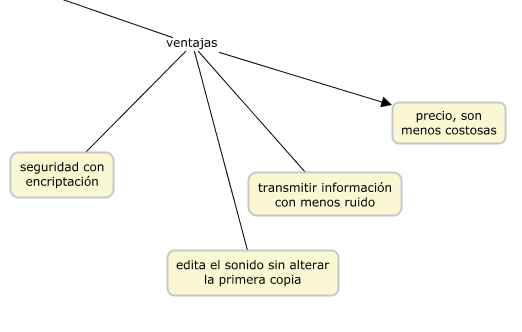 ventajas
precio, son
menos costosas
seguridad con
encriptación
transmitir información
con menos ruido
edita el sonido sin alterar
la primera copia